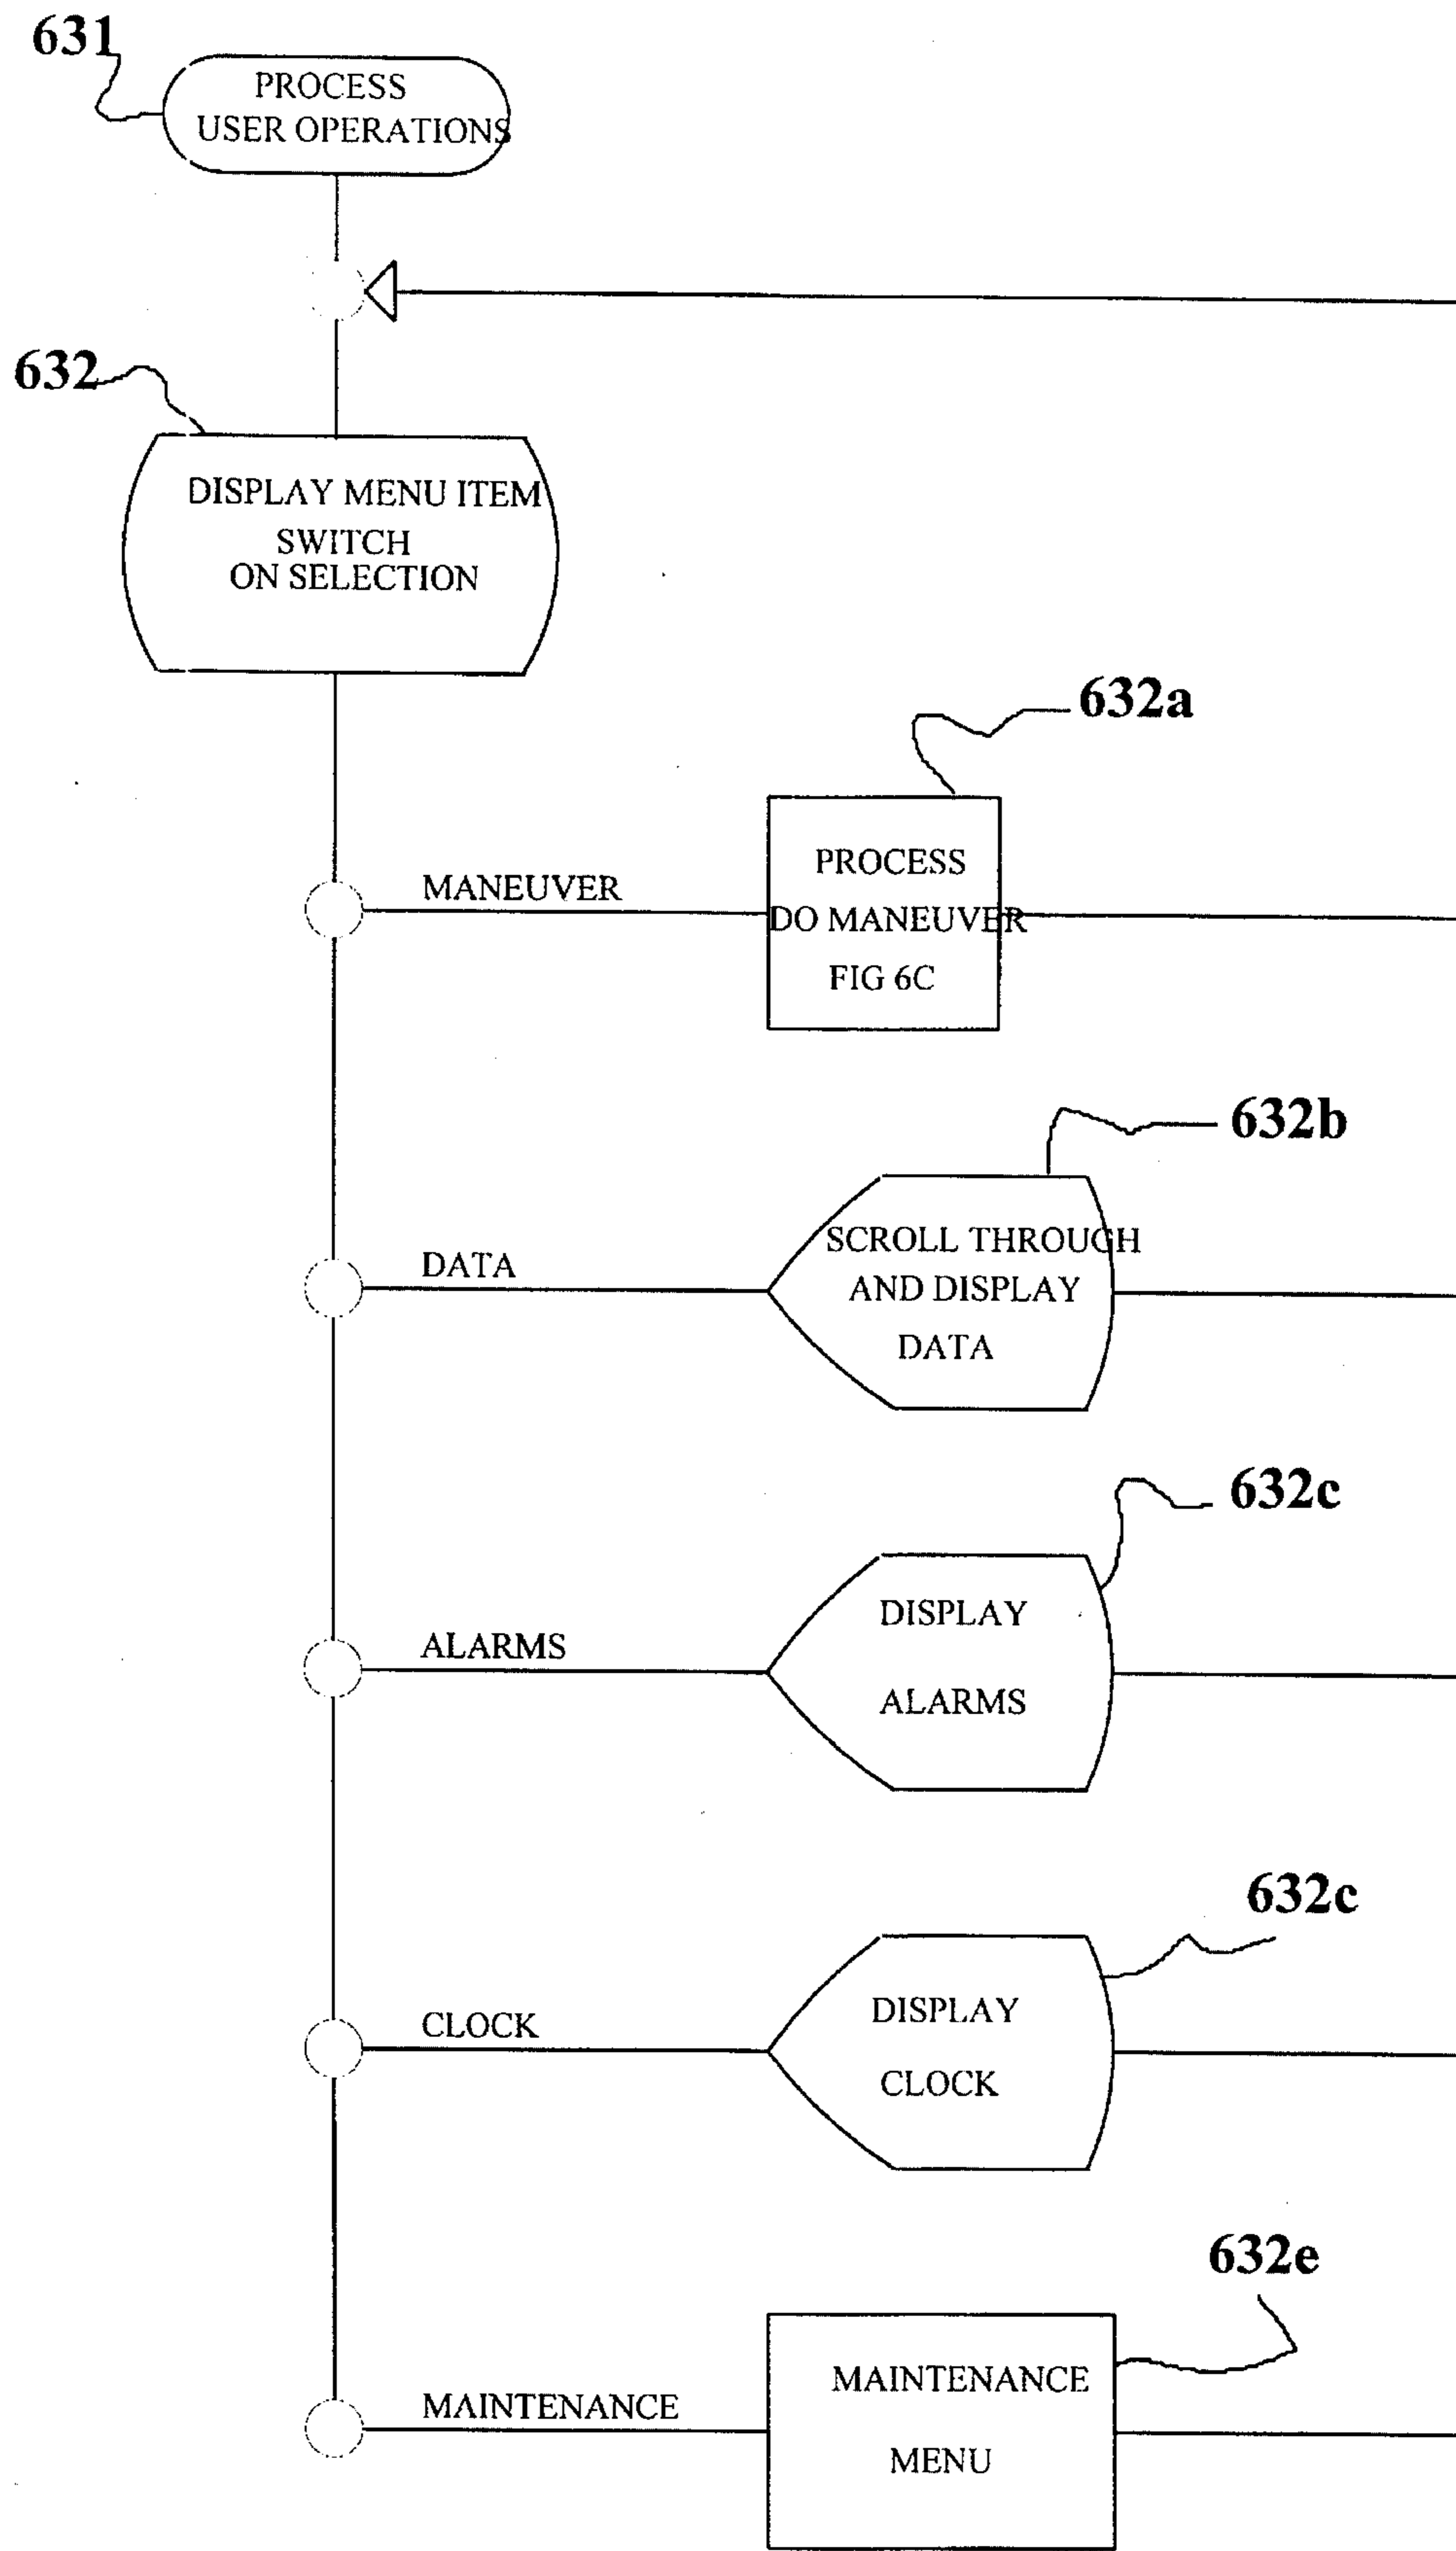 631
PROCESS
USER OPERATIONS
632
DISPLAY MENU ITEM
SWITCH
ON SELECTION
632a
MANEUVER
PROCESS
DO MANEUVER
FIG 6C
632b
DATA
SCROLL THROUGH
AND DISPLAY
DATA
632c
ALARMS
DISPLAY
ALARMS
632c
CLOCK
DISPLAY
CLOCK
632e
MAINTENANCE
MAINTENANCE
MENU